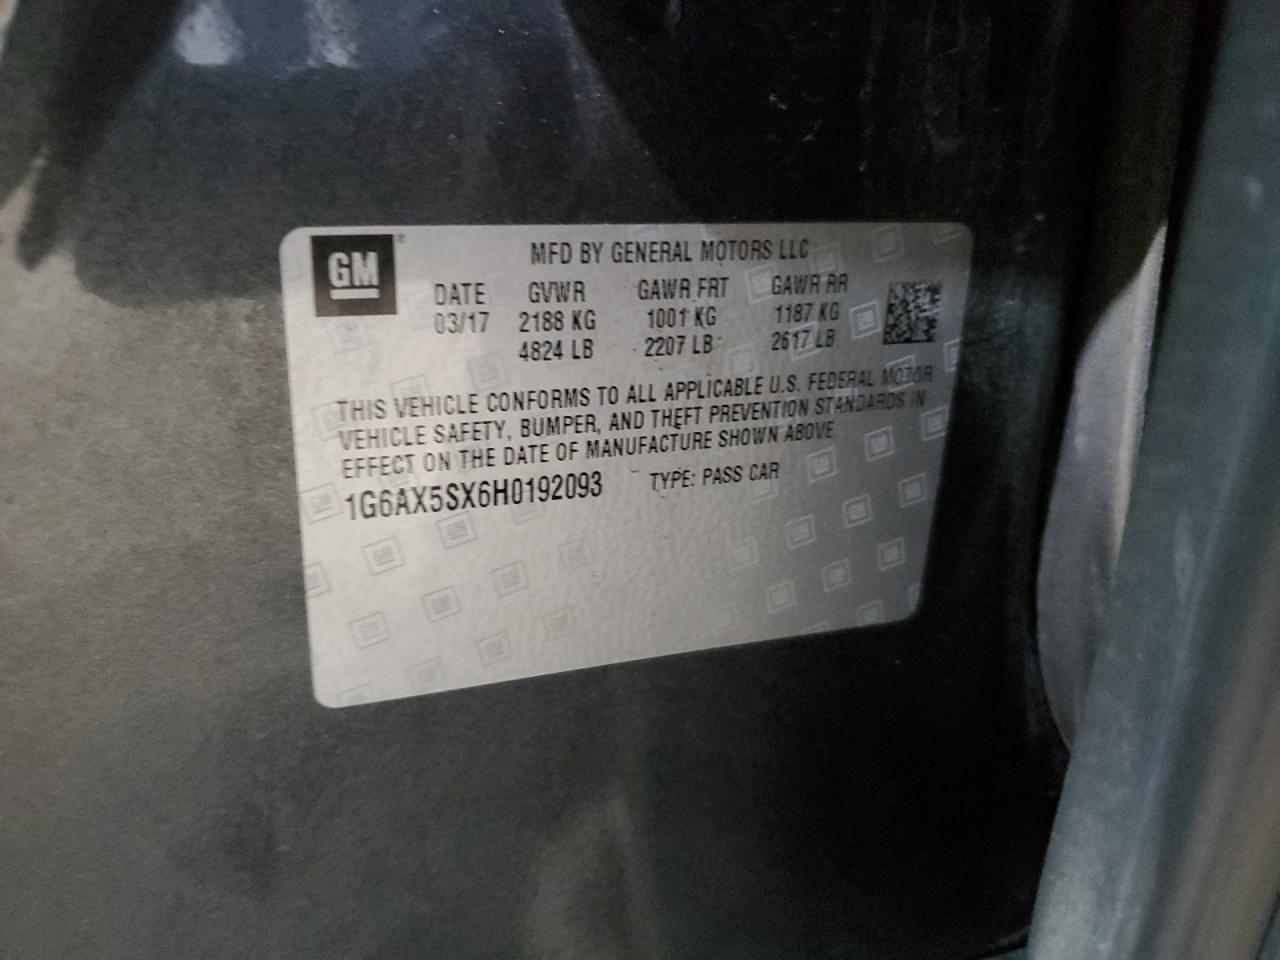 GM ®
MFD BY GENERAL MOTORS LLC
DATE GVWR GAWR FRT GAWR RR
03/17 2188 KG 1001 KG 1187 KG
4824 LB 2207 LB 2617 LB
THIS VEHICLE CONFORMS TO ALL APPLICABLE U.S. FEDERAL MOTOR
VEHICLE SAFETY, BUMPER, AND THEFT PREVENTION STANDARDS IN
EFFECT ON THE DATE OF MANUFACTURE SHOWN ABOVE
1G6AX5SX6H0192093 TYPE: PASS CAR